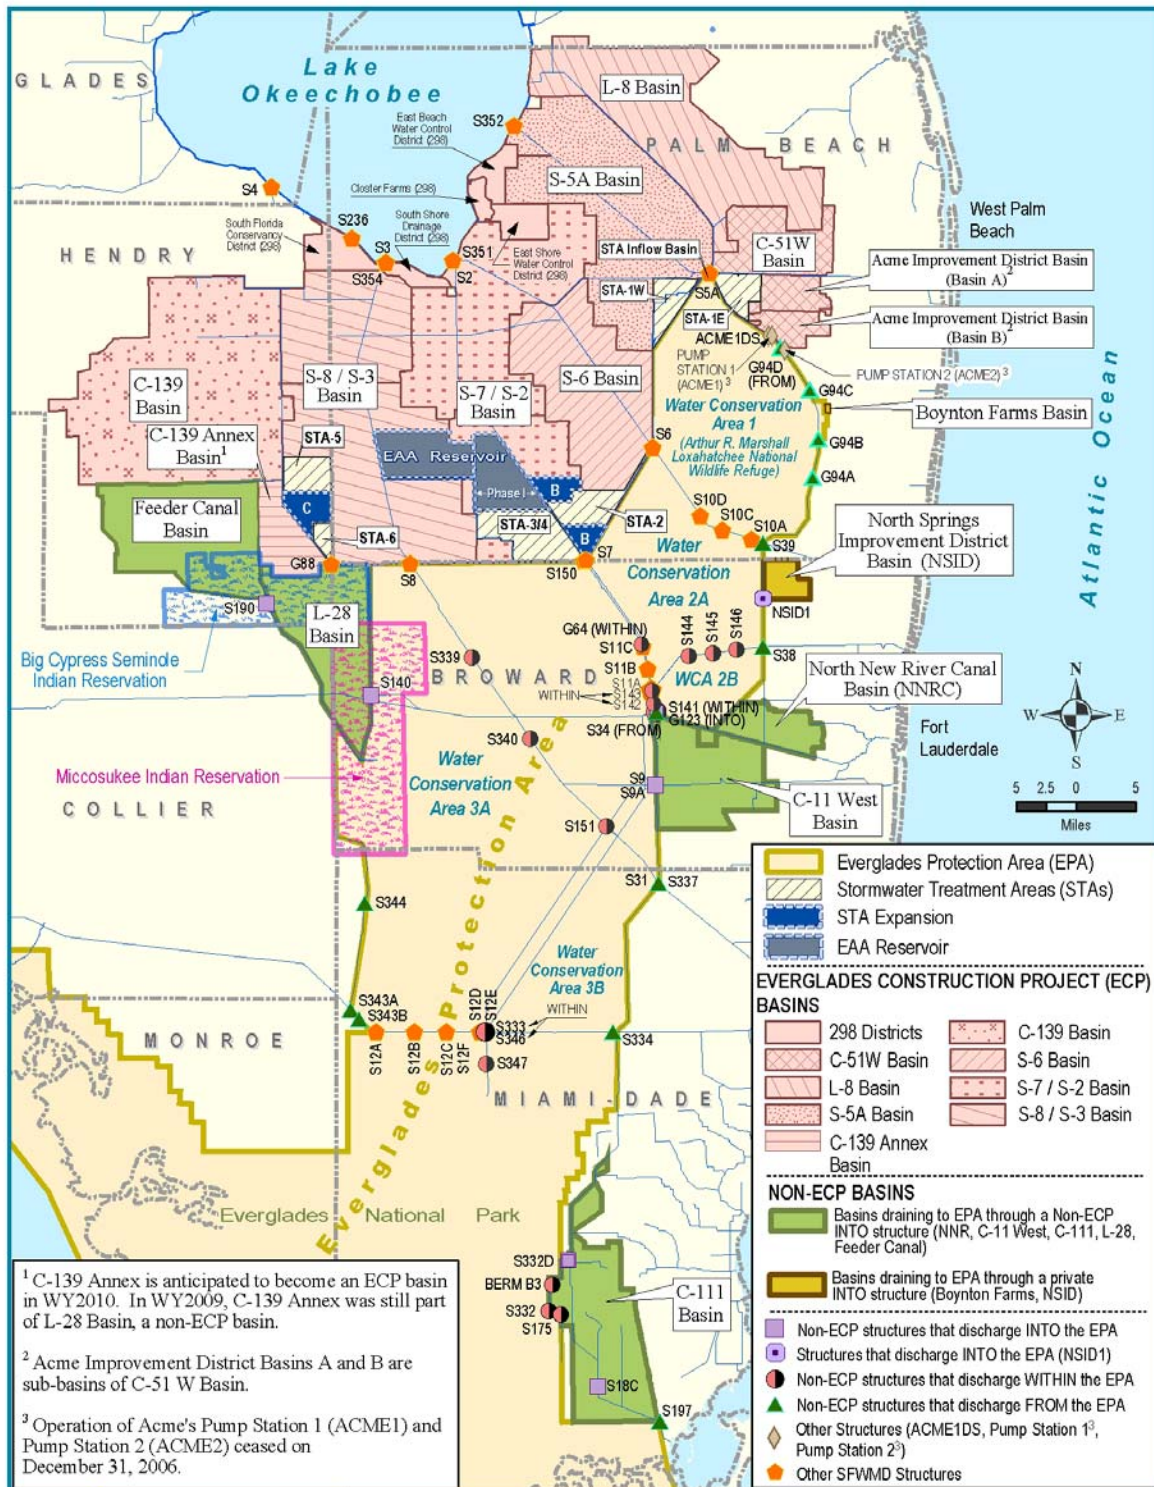 Lake
Okeechobee
GLADES
L-8 Basin
East Beach
Water Control
District (298)
S352
PALM BEACH
S-5A Basin
Closter Farms (298)
S4
South Florida
Conservancy
District (298)
S236
South Shore
Drainage
District (298)
S3
S351
S354
S2
East Shore
Water Control
District (298)
HENDRY
STA Inflow Basin
C-51W
Basin
West Palm
Beach
Acme Improvement District Basin
(Basin A)2
STA-1W
S5A
STA-1E
ACME1DS
Acme Improvement District Basin
(Basin B)2
PUMP
STATION 1
(ACME1)3
G94D
(FROM)
PUMP STATION 2 (ACME2)3
G94C
C-139
Basin
S-8 / S-3
Basin
S-7 / S-2
Basin
S-6 Basin
Water Conservation
Area 1
(Arthur R. Marshall
Loxahatchee National
Wildlife Refuge)
Boynton Farms Basin
C-139 Annex
Basin1
STA-5
EAA Reservoir
S6
G94B
G94A
Phase I
B
C
Feeder Canal
Basin
STA-3/4
STA-2
B
S10D
S10C
S10A
S39
North Springs
Improvement District
Basin (NSID)
STA-6
G88
S8
S7
S150
Water
Conservation
Area 2A
NSID1
S190
L-28
Basin
Big Cypress Seminole
Indian Reservation
G64 (WITHIN)
S11C
S144
S145
S146
S38
S339
S11B
BROWARD
S11A
WITHIN
S143
S142
WCA 2B
North New River Canal
Basin (NNRC)
S140
S141 (WITHIN)
G123 (INTO)
S34 (FROM)
Fort
Lauderdale
N
W
E
S
Atlantic Ocean
S340
Miccosukee Indian Reservation
Water
Conservation
Area 3A
COLLIER
S9
S9A
C-11 West
Basin
5
2.5
0
5
Miles
S151
S31
S337
S344
Everglades Protection Area
Water
Conservation
Area 3B
S343A
S343B
MONROE
S12A
S12B
S12C
S12F
S12D
S12E
S333
S346
WITHIN
S334
S347
MIAMI-DADE
Everglades National Park
S332D
BERM B3
S332
S175
C-111
Basin
S18C
S197
Everglades Protection Area (EPA)
Stormwater Treatment Areas (STAs)
STA Expansion
EAA Reservoir
EVERGLADES CONSTRUCTION PROJECT (ECP)
BASINS
298 Districts
C-139 Basin
C-51W Basin
S-6 Basin
L-8 Basin
S-7 / S-2 Basin
S-5A Basin
S-8 / S-3 Basin
C-139 Annex
Basin
NON-ECP BASINS
Basins draining to EPA through a Non-ECP
INTO structure (NNR, C-11 West, C-111, L-28,
Feeder Canal)
Basins draining to EPA through a private
INTO structure (Boynton Farms, NSID)
Non-ECP structures that discharge INTO the EPA
Structures that discharge INTO the EPA (NSID1)
Non-ECP structures that discharge WITHIN the EPA
Non-ECP structures that discharge FROM the EPA
Other Structures (ACME1DS, Pump Station 13,
Pump Station 23)
Other SFWMD Structures
1 C-139 Annex is anticipated to become an ECP basin
in WY2010. In WY2009, C-139 Annex was still part
of L-28 Basin, a non-ECP basin.
2 Acme Improvement District Basins A and B are
sub-basins of C-51 W Basin.
3 Operation of Acme's Pump Station 1 (ACME1) and
Pump Station 2 (ACME2) ceased on
December 31, 2006.